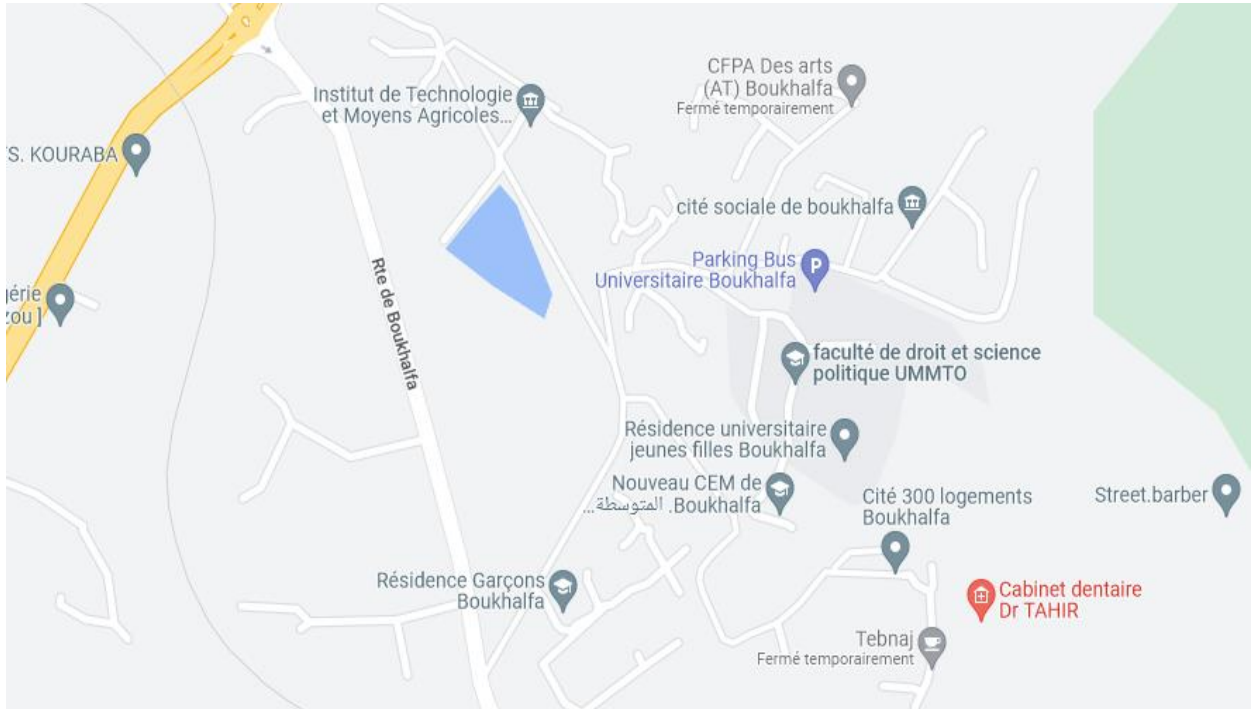 CFPA Des arts
(AT) Boukhalfa
Fermé temporairement
Institut de Technologie
et Moyens Agricoles...
S. KOURABA
cité sociale de boukhalfa
Parking Bus
Universitaire Boukhalfa
P
gérie
zou ]
Rte de Boukhalfa
faculté de droit et science
politique UMMTO
Résidence universitaire
jeunes filles Boukhalfa
Nouveau CEM de
Boukhalfa. المتوسطة...
Cité 300 logements
Boukhalfa
Street.barber
Résidence Garçons
Boukhalfa
Cabinet dentaire
Dr TAHIR
Tebnaj
Fermé temporairement